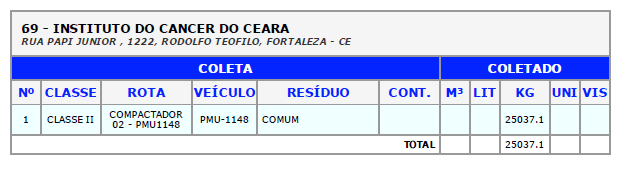 69 - INSTITUTO DO CANCER DO CEARA
RUA PAPI JUNIOR , 1222, RODOLFO TEOFILO, FORTALEZA - CE
COLETA COLETADO
Nº CLASSE ROTA VEÍCULO RESÍDUO CONT. M³ LIT KG UNI VIS
1 CLASSE II COMPACTADOR 02 - PMU1148 PMU-1148 COMUM 25037.1
TOTAL 25037.1